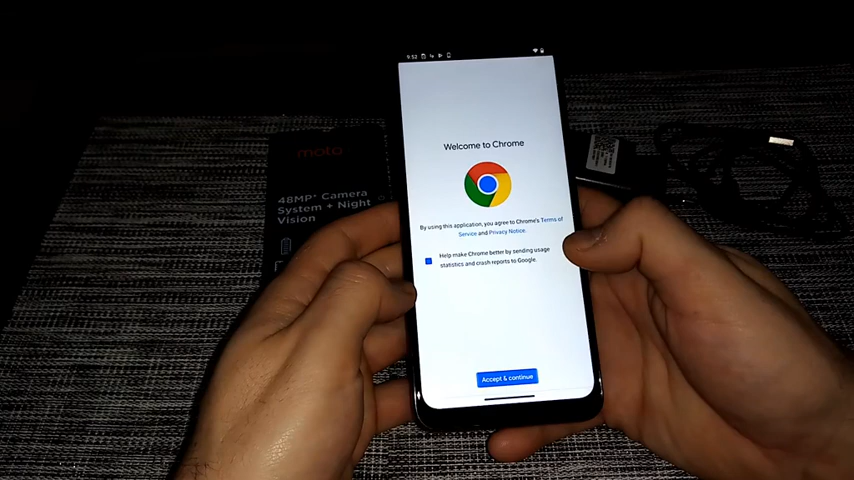 9:52
Welcome to Chrome
By using this application, you agree to Chrome's Terms of
Service and Privacy Notice.
Help make Chrome better by sending usage
statistics and crash reports to Google.
Accept & continue
moto
48MP* Camera
System + Night
Vision